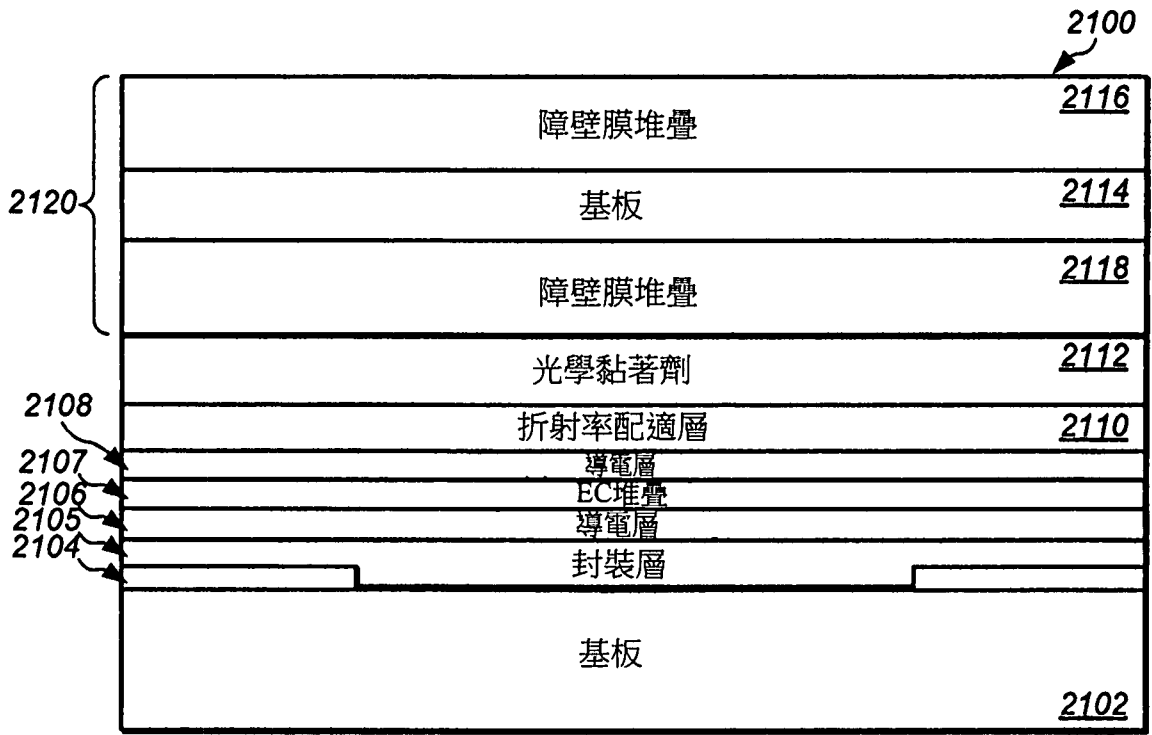 2100
障壁膜堆疊
2116
2120
基板
2114
障壁膜堆疊
2118
光學黏著劑
2112
折射率配適層
2110
2108
導電層
2107
EC堆疊
2106
導電層
2105
封裝層
2104
基板
2102